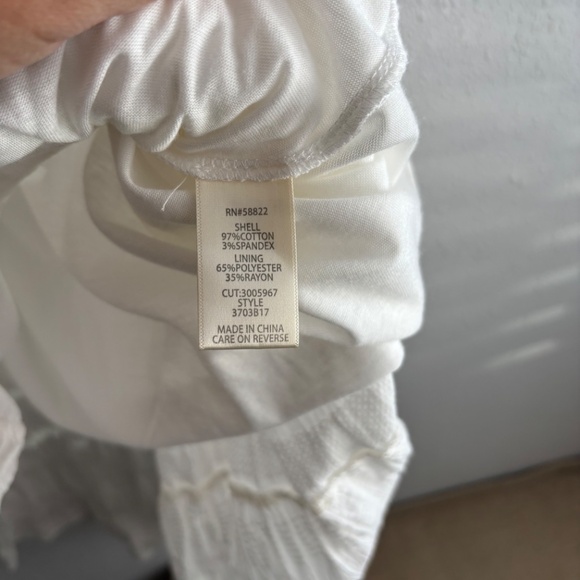 RN#58822
SHELL
97%COTTON
3%SPANDEX
LINING
65%POLYESTER
35%RAYON
CUT:3005967
STYLE
3703B17
MADE IN CHINA
CARE ON REVERSE